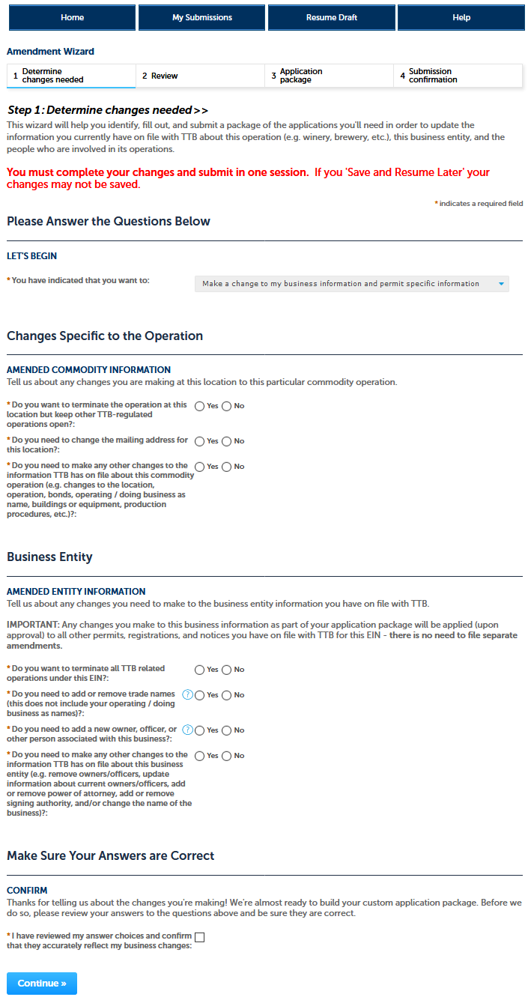 Home
My Submissions
Resume Draft
Help
Amendment Wizard
1 Determine changes needed
2 Review
3 Application package
4 Submission confirmation
Step 1: Determine changes needed >>
This wizard will help you identify, fill out, and submit a package of the applications you'll need in order to update the
information you currently have on file with TTB about this operation (e.g. winery, brewery, etc.), this business entity, and the
people who are involved in its operations.
You must complete your changes and submit in one session. If you 'Save and Resume Later' your
changes may not be saved.
* indicates a required field
Please Answer the Questions Below
LET'S BEGIN
* You have indicated that you want to:
Make a change to my business information and permit specific information
Changes Specific to the Operation
AMENDED COMMODITY INFORMATION
Tell us about any changes you are making at this location to this particular commodity operation.
* Do you want to terminate the operation at this
location but keep other TTB-regulated
operations open?:
Yes No
* Do you need to change the mailing address for
this location?:
Yes No
* Do you need to make any other changes to the
information TTB has on file about this commodity
operation (e.g. changes to the location,
operation, bonds, operating / doing business as
name, buildings or equipment, production
procedures, etc.)?:
Yes No
Business Entity
AMENDED ENTITY INFORMATION
Tell us about any changes you need to make to the business entity information you have on file with TTB.
IMPORTANT: Any changes you make to this business information as part of your application package will be applied (upon
approval) to all other permits, registrations, and notices you have on file with TTB for this EIN - there is no need to file separate
amendments.
* Do you want to terminate all TTB related
operations under this EIN?:
Yes No
* Do you need to add or remove trade names
(this does not include your operating / doing
business as names)?:
? Yes No
* Do you need to add a new owner, officer, or
other person associated with this business?:
? Yes No
* Do you need to make any other changes to the
information TTB has on file about this business
entity (e.g. remove owners/officers, update
information about current owners/officers, add
or remove power of attorney, add or remove
signing authority, and/or change the name of the
business)?:
Yes No
Make Sure Your Answers are Correct
CONFIRM
Thanks for telling us about the changes you're making! We're almost ready to build your custom application package. Before we
do so, please review your answers to the questions above and be sure they are correct.
* I have reviewed my answer choices and confirm
that they accurately reflect my business changes:
Continue »